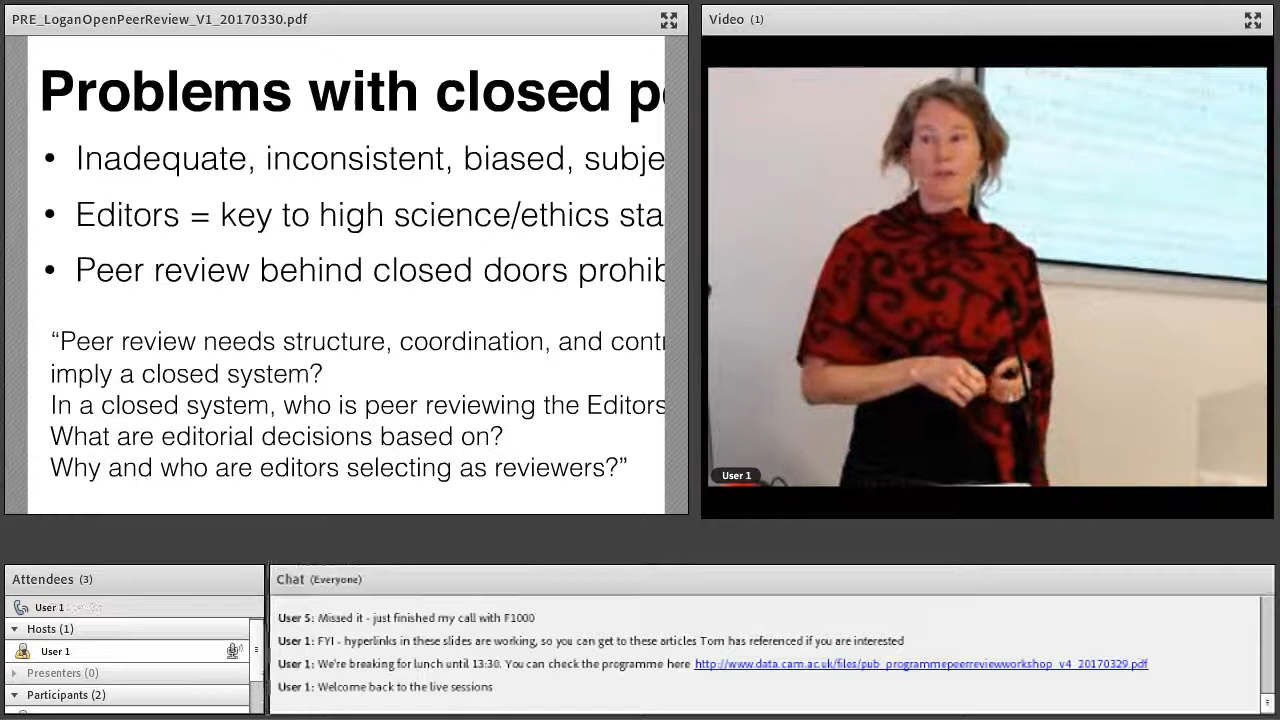 PRE_LoganOpenPeerReview_V1_20170330.pdf
Problems with closed p
• Inadequate, inconsistent, biased, subje
• Editors = key to high science/ethics sta
• Peer review behind closed doors prohib
“Peer review needs structure, coordination, and cont
imply a closed system?
In a closed system, who is peer reviewing the Editors
What are editorial decisions based on?
Why and who are editors selecting as reviewers?”
Video (1)
User 1
Attendees (3)
User 1
Hosts (1)
User 1
Presenters (0)
Participants (2)
Chat (Everyone)
User 5: Missed it - just finished my call with F1000
User 1: FYI - hyperlinks in these slides are working, so you can get to these articles Tom has referenced if you are interested
User 1: We're breaking for lunch until 13:30. You can check the programme here http://www.data.cam.ac.uk/files/pub_programmepeerreviewworkshop_v4_20170329.pdf
User 1: Welcome back to the live sessions